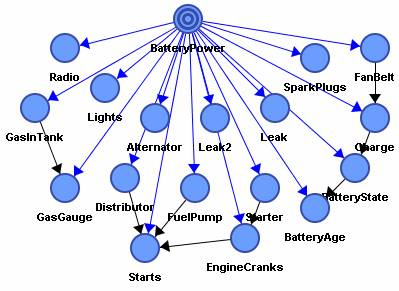 BatteryPower
Radio
SparkPlugs
FanBelt
GasInTank
Lights
Alternator
Leak2
Leak
Charge
GasGauge
Distributor
FuelPump
Starter
BatteryState
BatteryAge
Starts
EngineCranks